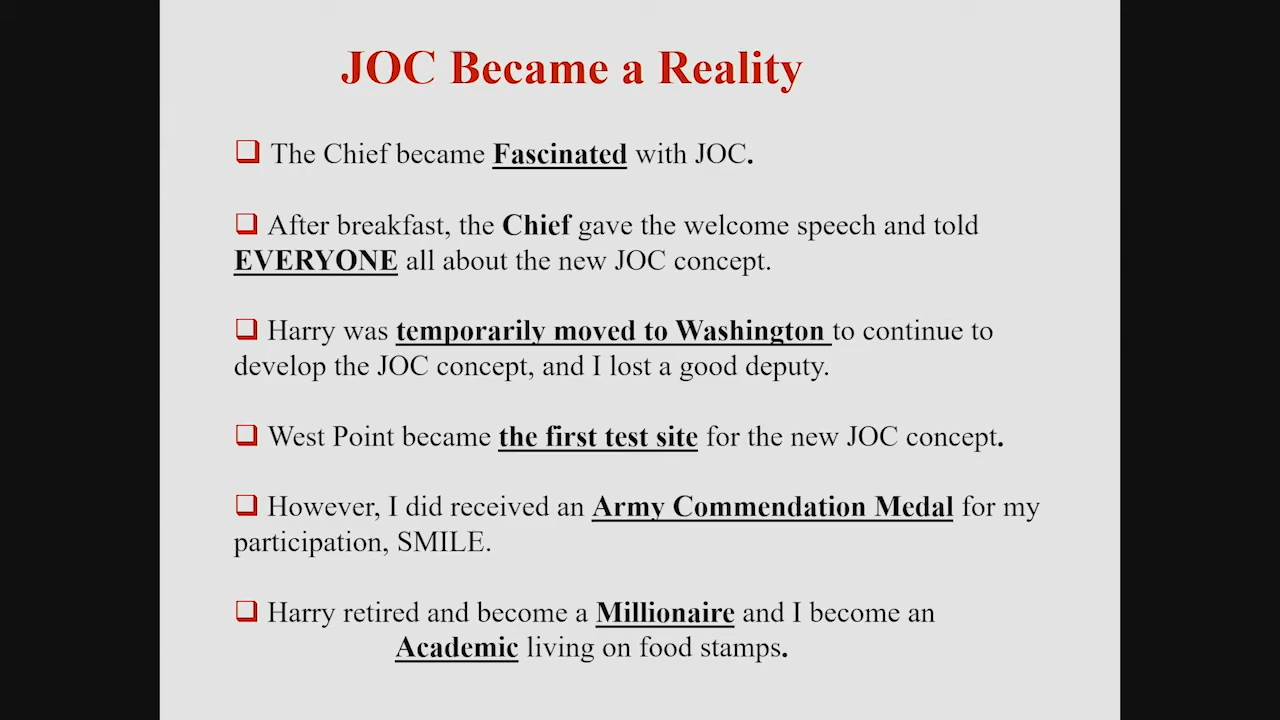 JOC Became a Reality
❑ The Chief became Fascinated with JOC.
❑ After breakfast, the Chief gave the welcome speech and told
EVERYONE all about the new JOC concept.
❑ Harry was temporarily moved to Washington to continue to
develop the JOC concept, and I lost a good deputy.
❑ West Point became the first test site for the new JOC concept.
❑ However, I did received an Army Commendation Medal for my
participation, SMILE.
❑ Harry retired and become a Millionaire and I become an
Academic living on food stamps.